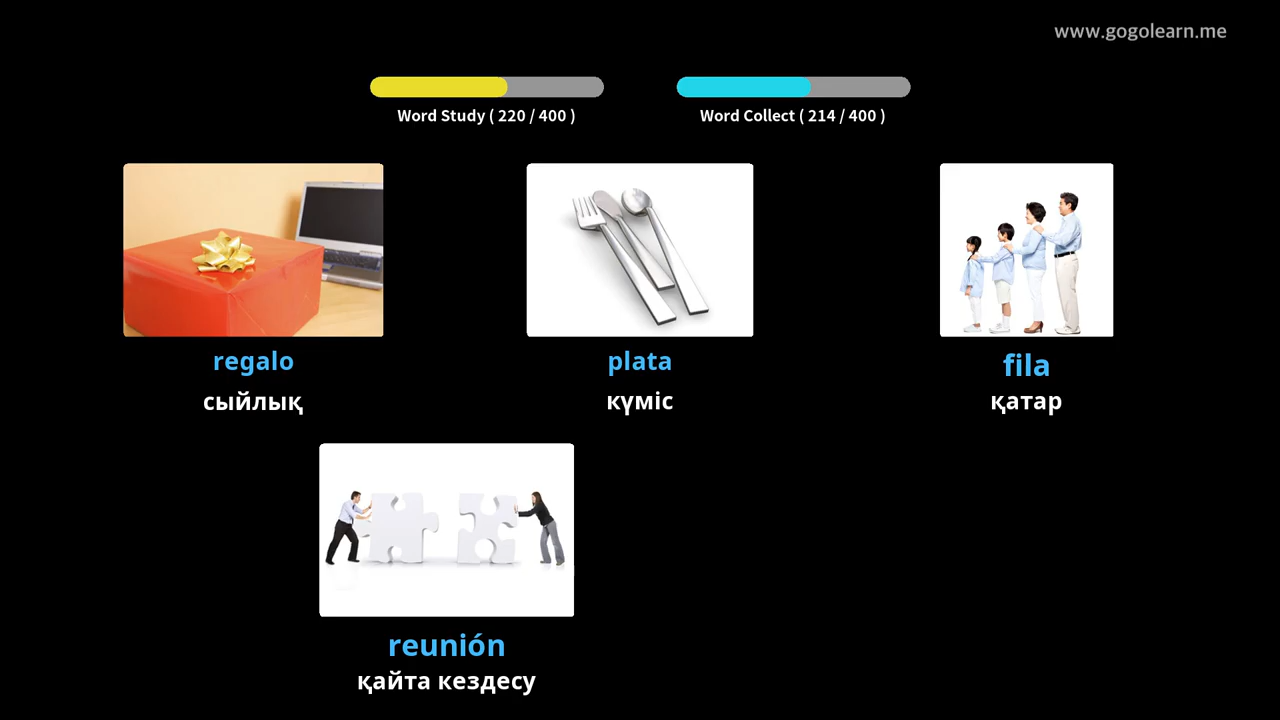 www.gogolearn.me
Word Study ( 220 / 400 )
Word Collect ( 214 / 400 )
regalo
сыйлық
plata
күміс
fila
қатар
reunión
қайта кездесу